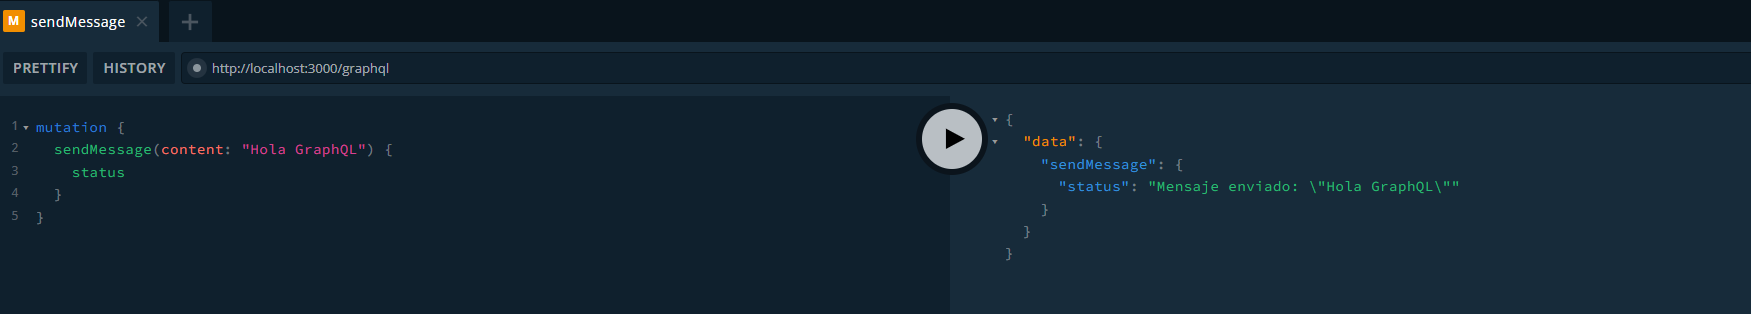 M sendMessage
PRETTIFY HISTORY http://localhost:3000/graphql
1 mutation {
2 sendMessage(content: "Hola GraphQL") {
3 status
4 }
5 }
{
"data": {
"sendMessage": {
"status": "Mensaje enviado: \"Hola GraphQL\""
}
}
}